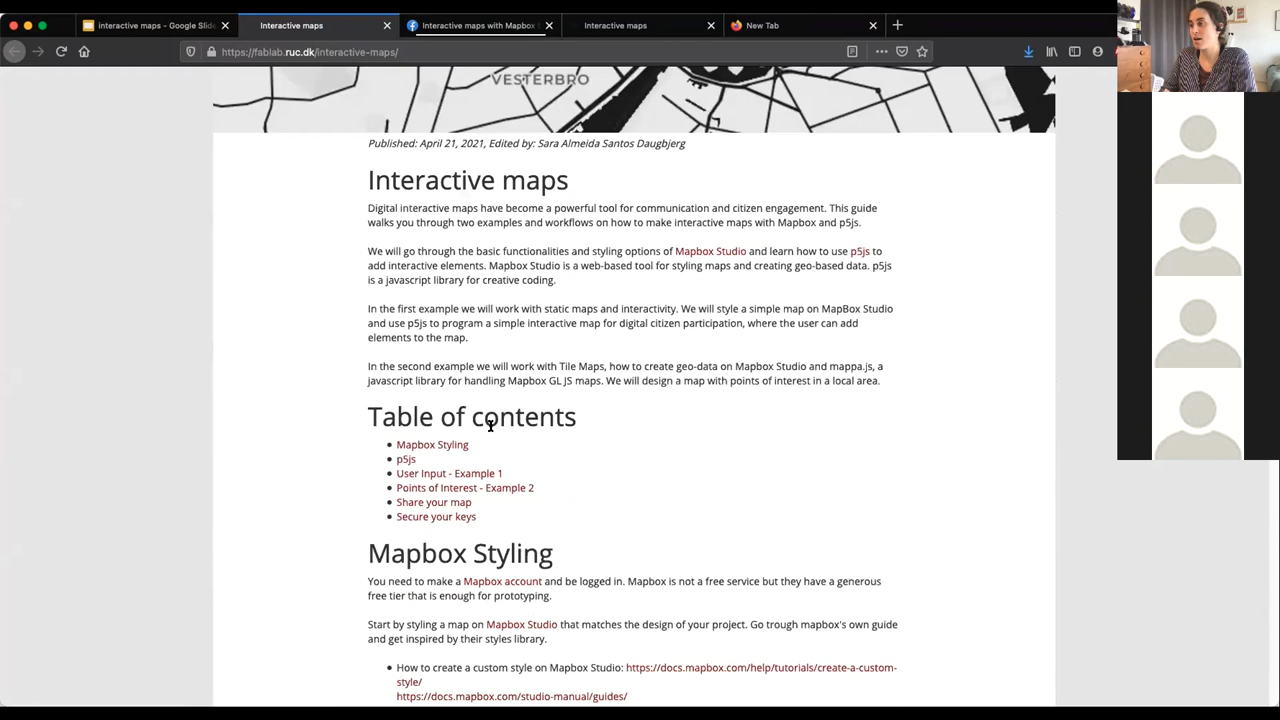 interactive maps - Google Slide
Interactive maps
Interactive maps with Mapbox
Interactive maps
New Tab
https://fablab.ruc.dk/interactive-maps/
VESTERBRO
Published: April 21, 2021, Edited by: Sara Almeida Santos Daugbjerg
Interactive maps
Digital interactive maps have become a powerful tool for communication and citizen engagement. This guide
walks you through two examples and workflows on how to make interactive maps with Mapbox and p5js.
We will go through the basic functionalities and styling options of Mapbox Studio and learn how to use p5js to
add interactive elements. Mapbox Studio is a web-based tool for styling maps and creating geo-based data. p5js
is a javascript library for creative coding.
In the first example we will work with static maps and interactivity. We will style a simple map on MapBox Studio
and use p5js to program a simple interactive map for digital citizen participation, where the user can add
elements to the map.
In the second example we will work with Tile Maps, how to create geo-data on Mapbox Studio and mappa.js, a
javascript library for handling Mapbox GL JS maps. We will design a map with points of interest in a local area.
Table of contents
Mapbox Styling
p5js
User Input - Example 1
Points of Interest - Example 2
Share your map
Secure your keys
Mapbox Styling
You need to make a Mapbox account and be logged in. Mapbox is not a free service but they have a generous
free tier that is enough for prototyping.
Start by styling a map on Mapbox Studio that matches the design of your project. Go trough mapbox's own guide
and get inspired by their styles library.
How to create a custom style on Mapbox Studio: https://docs.mapbox.com/help/tutorials/create-a-custom-
style/
https://docs.mapbox.com/studio-manual/guides/